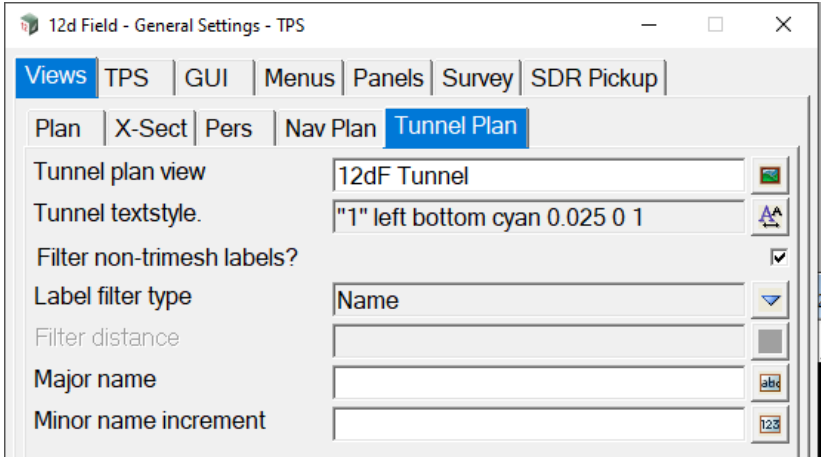 12d Field - General Settings - TPS
Views TPS GUI Menus Panels Survey SDR Pickup
Plan X-Sect Pers Nav Plan Tunnel Plan
Tunnel plan view 12dF Tunnel
Tunnel textstyle. "1" left bottom cyan 0.025 0 1
Filter non-trimesh labels?
Label filter type Name
Filter distance
Major name abc
Minor name increment 123